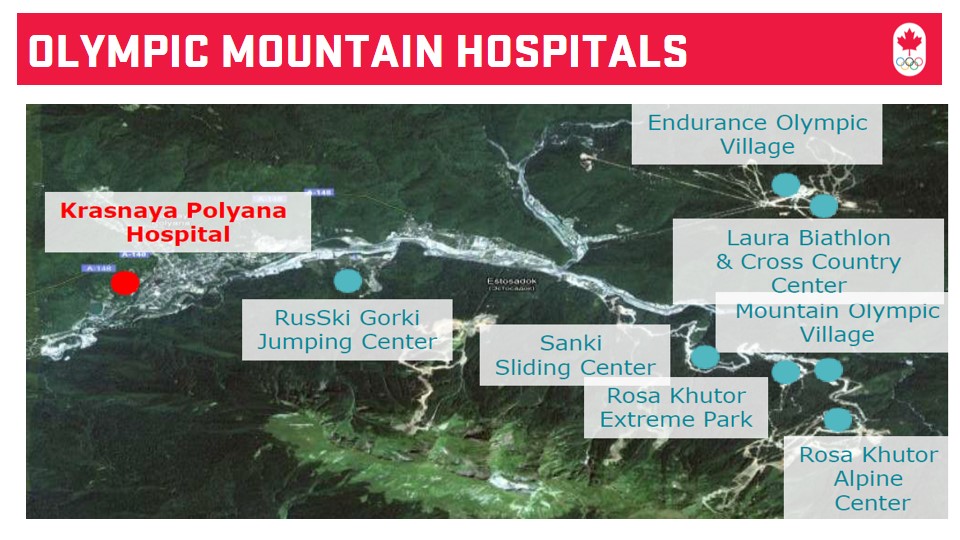 OLYMPIC MOUNTAIN HOSPITALS
Endurance Olympic
Village
A-148
Krasnaya Polyana
Hospital
A-148
A-148
Laura Biathlon
& Cross Country
Center
Estosadok
(Эстосадок)
RusSki Gorki
Jumping Center
Mountain Olympic
Village
Sanki
Sliding Center
Rosa Khutor
Extreme Park
Rosa Khutor
Alpine
Center